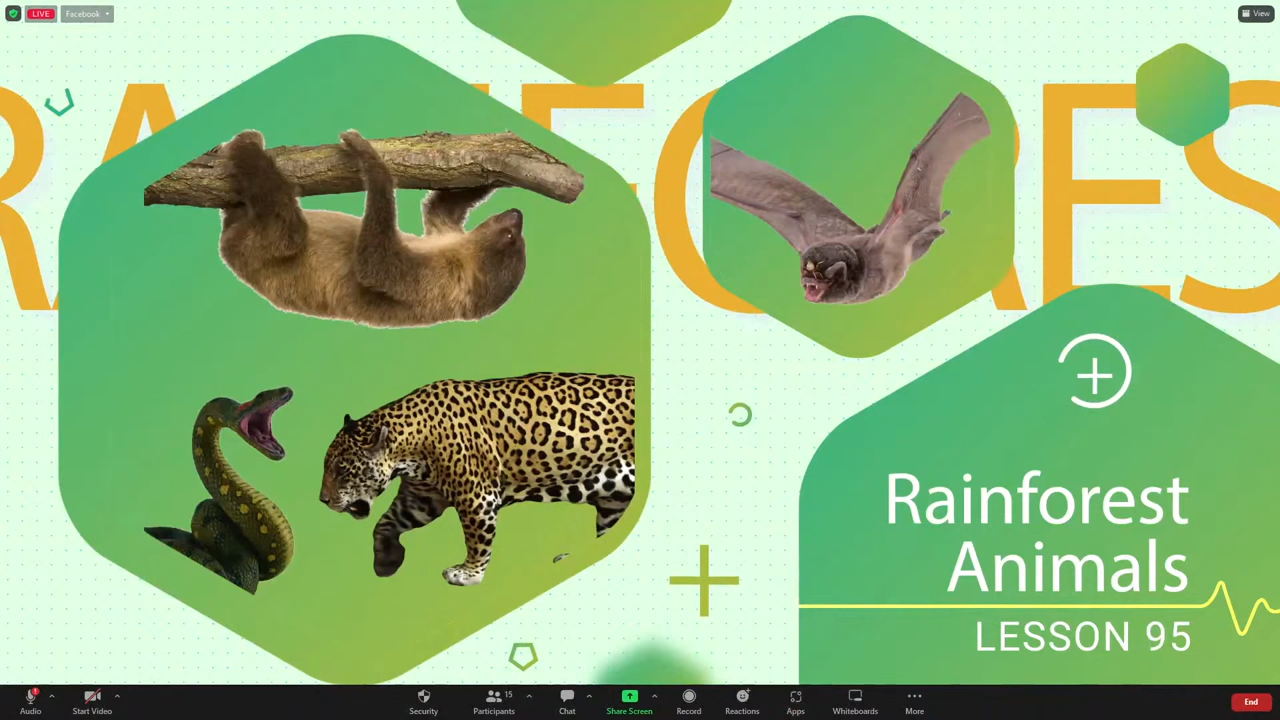 LIVE
Facebook
View
RAINFORES
Rainforest
Animals
LESSON 95
Audio
Start Video
Security
Participants
15
Chat
Share Screen
Record
Reactions
Apps
Whiteboards
More
End